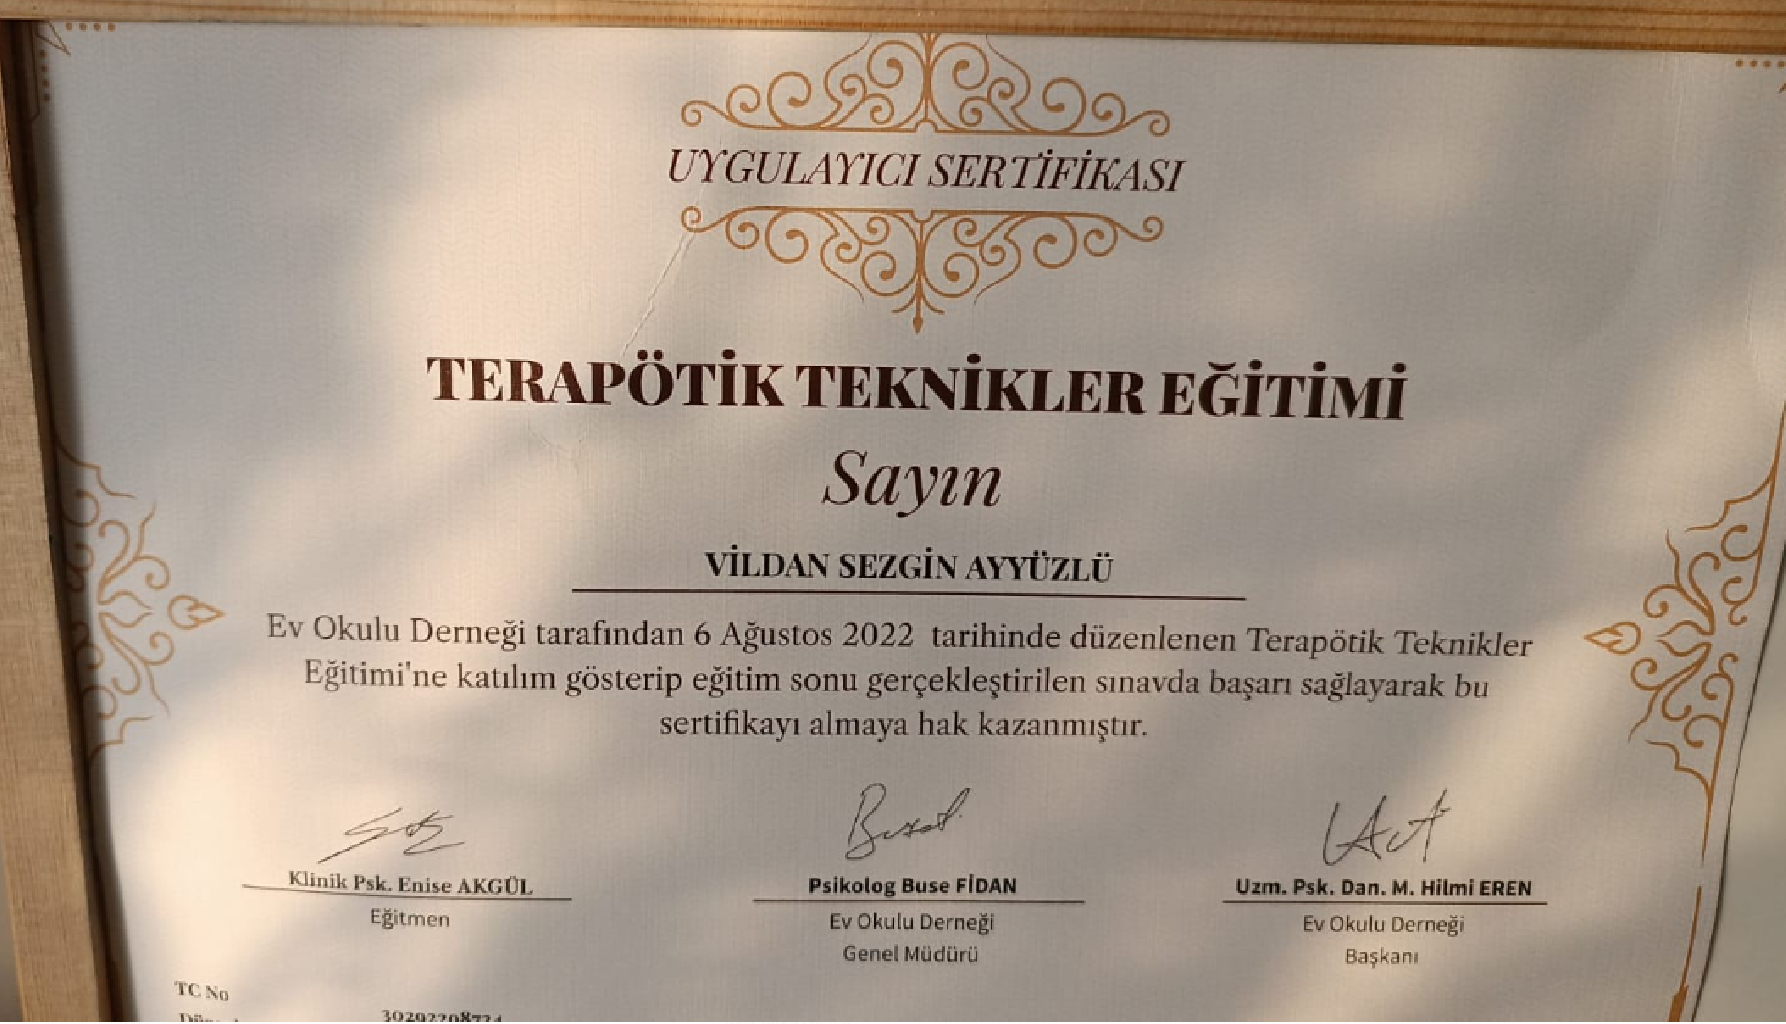 UYGULAYICI SERTİFİKASI
TERAPÖTİK TEKNİKLER EĞİTİMİ
Sayın
VİLDAN SEZGİN AYYÜZLÜ
Ev Okulu Derneği tarafından 6 Ağustos 2022 tarihinde düzenlenen Terapötik Teknikler
Eğitimi'ne katılım gösterip eğitim sonu gerçekleştirilen sınavda başarı sağlayarak bu
sertifikayı almaya hak kazanmıştır.
Klinik Psk. Enise AKGÜL
Eğitmen
Psikolog Buse FİDAN
Ev Okulu Derneği
Genel Müdürü
Uzm. Psk. Dan. M. Hilmi EREN
Ev Okulu Derneği
Başkanı
TC No